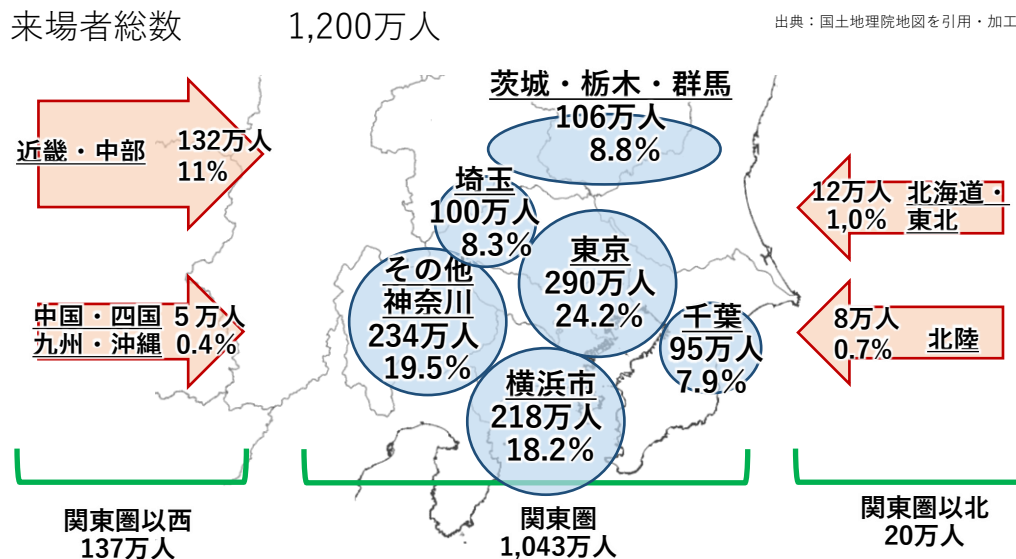 来場者総数 1,200万人
出典：国土地理院地図を引用・加工
茨城・栃木・群馬
106万人
8.8%
近畿・中部
132万人
11%
埼玉
100万人
8.3%
12万人
1,0%
北海道・
東北
東京
290万人
24.2%
その他
神奈川
234万人
19.5%
中国・四国
九州・沖縄
5万人
0.4%
千葉
95万人
7.9%
8万人
0.7%
北陸
横浜市
218万人
18.2%
関東圏以西
137万人
関東圏
1,043万人
関東圏以北
20万人